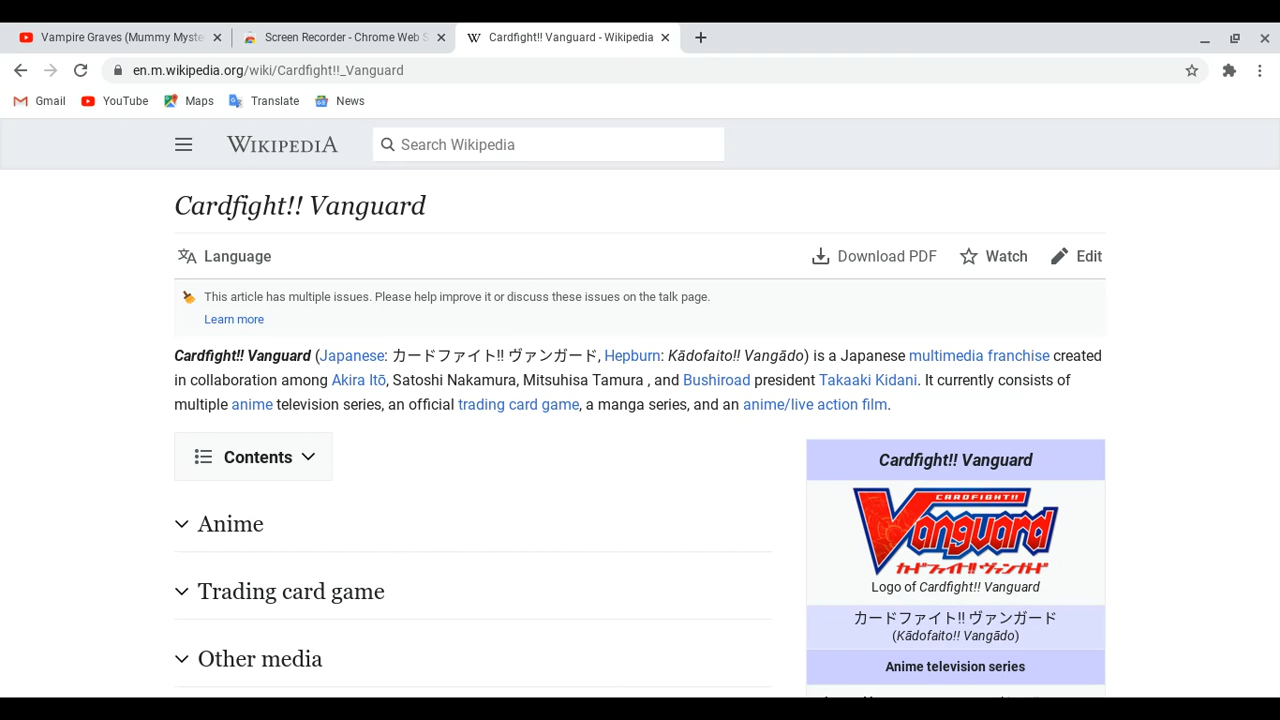 Vampire Graves (Mummy Myste
Screen Recorder - Chrome Web S
Cardfight!! Vanguard - Wikipedia
en.m.wikipedia.org/wiki/Cardfight!!_Vanguard
Gmail YouTube Maps Translate News
WIKIPEDIA Search Wikipedia
Cardfight!! Vanguard
Language Download PDF Watch Edit
This article has multiple issues. Please help improve it or discuss these issues on the talk page.
Learn more
Cardfight!! Vanguard (Japanese: カードファイト!! ヴァンガード, Hepburn: Kādofaito!! Vangādo) is a Japanese multimedia franchise created
in collaboration among Akira Itō, Satoshi Nakamura, Mitsuhisa Tamura , and Bushiroad president Takaaki Kidani. It currently consists of
multiple anime television series, an official trading card game, a manga series, and an anime/live action film.
Contents
Anime
Trading card game
Other media
Cardfight!! Vanguard
CARDFIGHT!!
Vanguard
カードファイト!! ヴァンガード
Logo of Cardfight!! Vanguard
カードファイト!! ヴァンガード
(Kādofaito!! Vangādo)
Anime television series